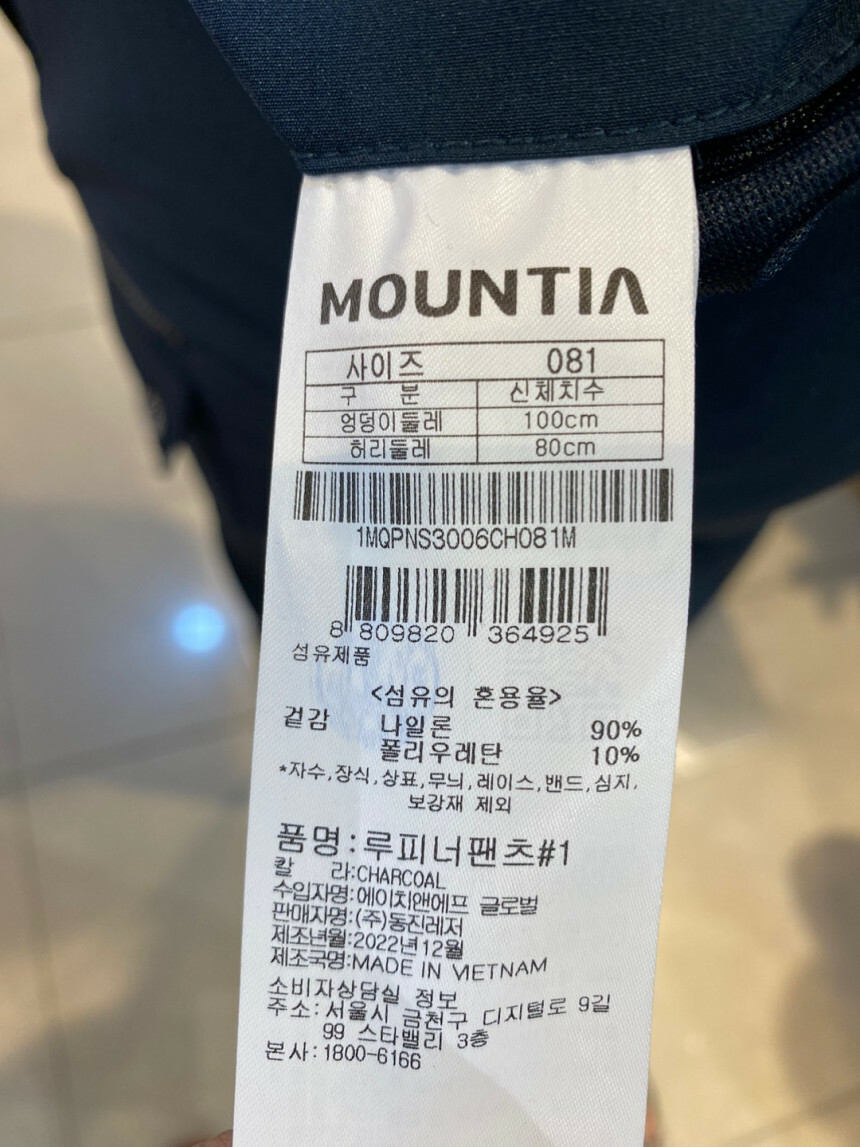 MOUNTIA
사이즈 081
구 분 신체치수
엉덩이둘레 100cm
허리둘레 80cm
1MQPNS3006CH081M
8 809820 364925
섬유제품
<섬유의 혼용율>
겉감 나일론 90%
폴리우레탄 10%
*자수,장식,상표,무늬,레이스,밴드,심지,
보강재 제외
품명:루피너팬츠#1
칼 라:CHARCOAL
수입자명:에이치앤에프 글로벌
판매자명:(주)동진레저
제조년월:2022년12월
제조국명:MADE IN VIETNAM
소비자상담실 정보
주소:서울시 금천구 디지털로 9길
99 스타밸리 3층
본사:1800-6166